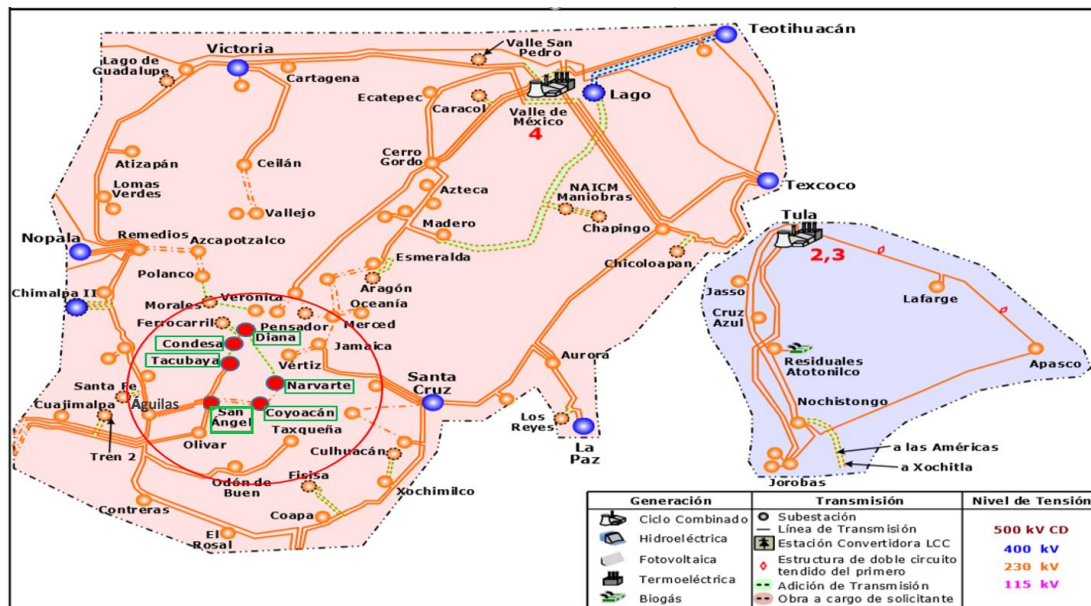 Teotihuacán
Victoria
Valle San
Pedro
Lago de
Guadalupe
Cartagena
Ecatepec
Caracol
Valle de
México
4
Lago
Atizapán
Ceilán
Cerro
Gordo
Lomas
Verdes
Azteca
NAICM
Maniobras
Texcoco
Vallejo
Madero
Chapingo
Tula
2,3
Nopala
Remedios
Azcapotzalco
Esmeralda
Chicoloapan
Polanco
Aragón
Jasso
Lafarge
Chimalpa II
Morales
Verónica
Oceanía
Cruz
Azul
Ferrocarril
Pensador
Merced
Diana
Condesa
Jamaica
Tacubaya
Vértiz
Aurora
Residuales
Atotonilco
Apasco
Santa Fe
Narvarte
Santa
Cruz
Cuajimalpa
Águilas
San
Angel
Coyoacán
Los
Reyes
Nochistongo
Olivar
Taxqueña
La
Paz
Tren 2
Culhuacán
a las Américas
Odón de
Buen
Fisisa
Xochimilco
a Xochitla
Jorobas
Contreras
Coapa
El
Rosal
Generación
Ciclo Combinado
Hidroeléctrica
Fotovoltaica
Termoeléctrica
Biogás
Transmisión
Subestación
Línea de Transmisión
Estación Convertidora LCC
Estructura de doble circuito
tendido del primero
Adición de Transmisión
Obra a cargo de solicitante
Nivel de Tensión
500 kV CD
400 kV
230 kV
115 kV